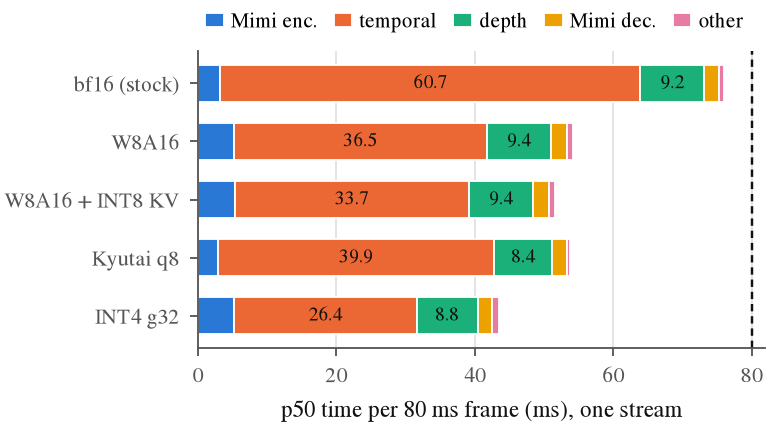 Mimi enc. temporal depth Mimi dec. other
bf16 (stock) 60.7 9.2
W8A16 36.5 9.4
W8A16 + INT8 KV 33.7 9.4
Kyutai q8 39.9 8.4
INT4 g32 26.4 8.8
0 20 40 60 80
p50 time per 80 ms frame (ms), one stream